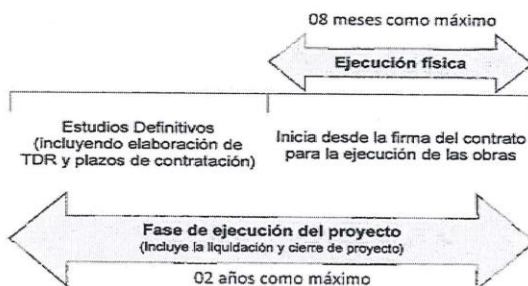 08 meses como máximo
Ejecución física
Estudios Definitivos
(incluyendo elaboración de
TDR y plazos de contratación)
Inicia desde la firma del contrato
para la ejecución de las obras
Fase de ejecución del proyecto
(Incluye la liquidación y cierre de proyecto)
02 años como máximo